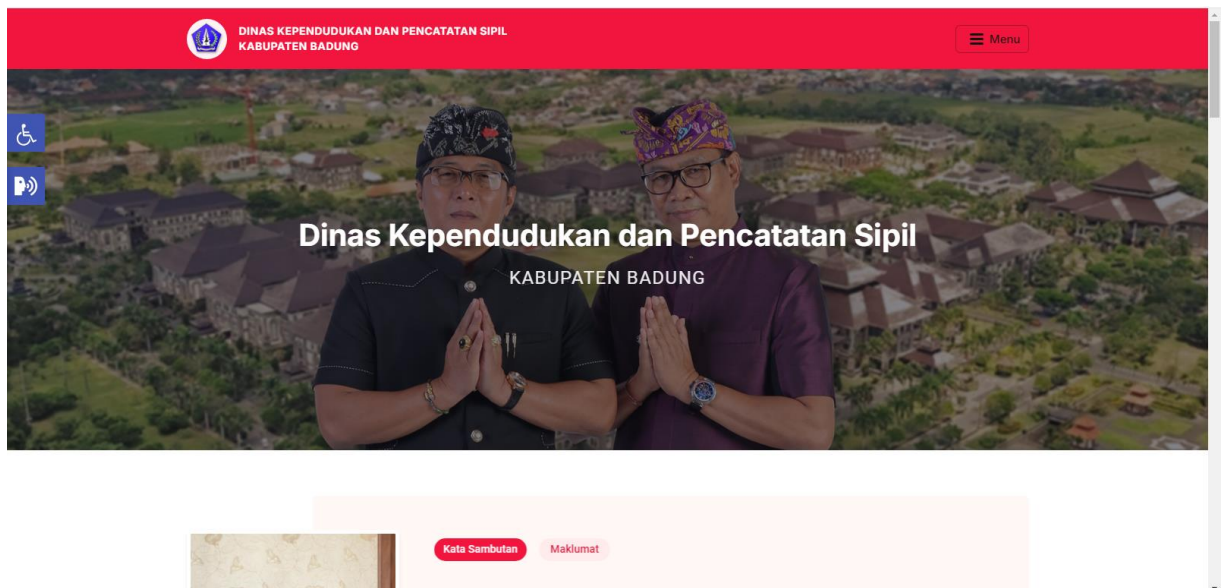 DINAS KEPENDUDUKAN DAN PENCATATAN SIPIL
KABUPATEN BADUNG
Menu
Dinas Kependudukan dan Pencatatan Sipil
KABUPATEN BADUNG
Kata Sambutan
Maklumat